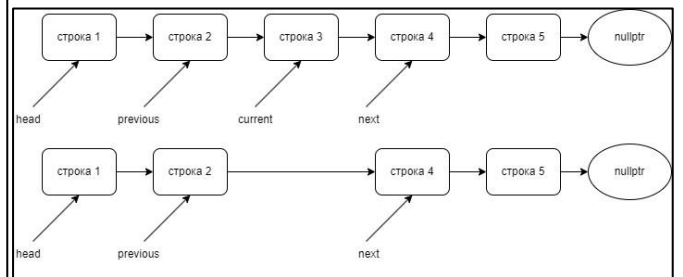 строка 1 строка 2 строка 3 строка 4 строка 5 nullptr
head previous current next
строка 1 строка 2 строка 4 строка 5 nullptr
head previous next